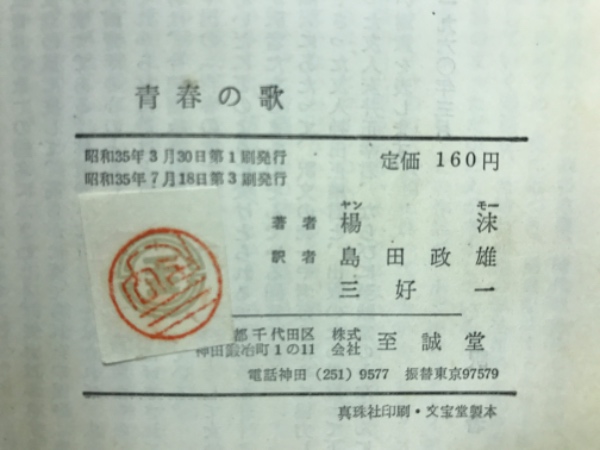 青春の歌
昭和35年3月30日第1刷発行
昭和35年7月18日第3刷発行
定価 160円
ヤン モー
著者 楊沫
訳者 島田政雄
三好一
都千代田区 株式 至誠堂
神田鍛冶町1の11 会社
電話神田(251)9577 振替東京97579
真珠社印刷・文宝堂製本